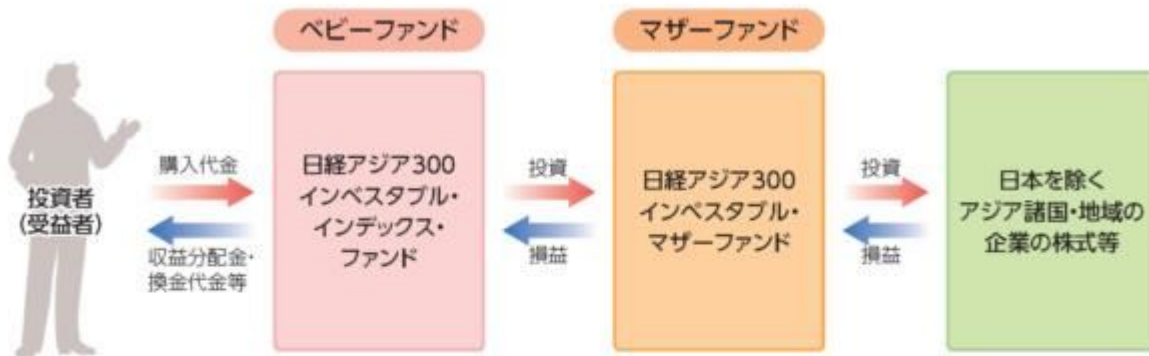 ベビーファンド
マザーファンド
投資者
(受益者)
購入代金
収益分配金・
換金代金等
日経アジア300
インベスタブル・
インデックス・
ファンド
投資
損益
日経アジア300
インベスタブル・
マザーファンド
投資
損益
日本を除く
アジア諸国・地域の
企業の株式等